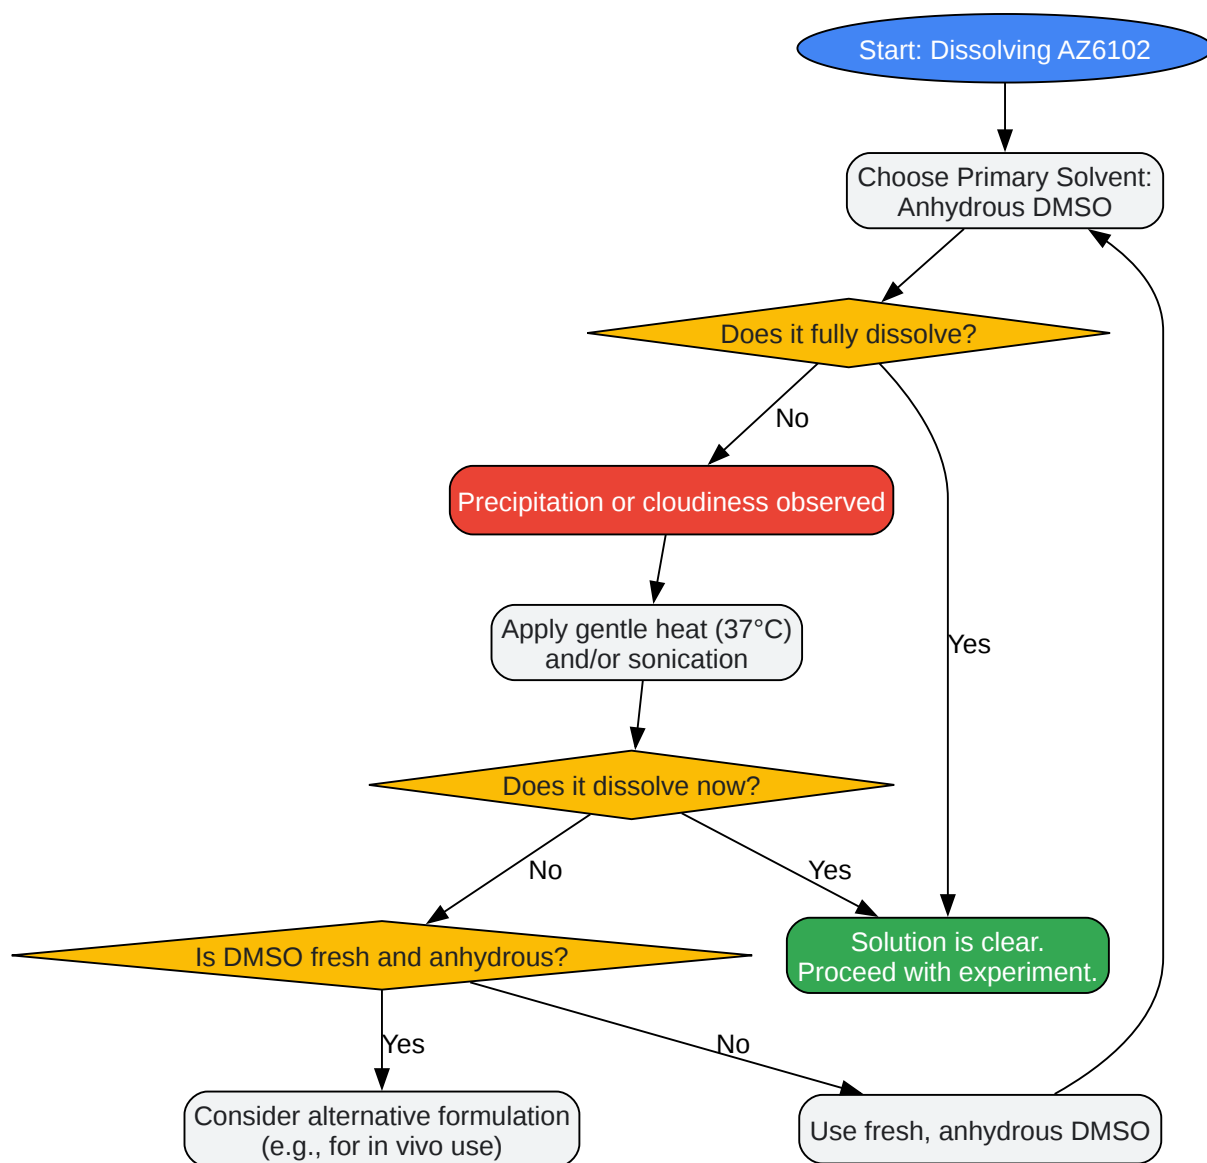 Start: Dissolving AZ6102
Choose Primary Solvent:
Anhydrous DMSO
Does it fully dissolve?
No
Precipitation or cloudiness observed
Apply gentle heat (37°C)
and/or sonication
Yes
Does it dissolve now?
No
Yes
Is DMSO fresh and anhydrous?
Solution is clear.
Proceed with experiment.
Yes
No
Consider alternative formulation
(e.g., for in vivo use)
Use fresh, anhydrous DMSO